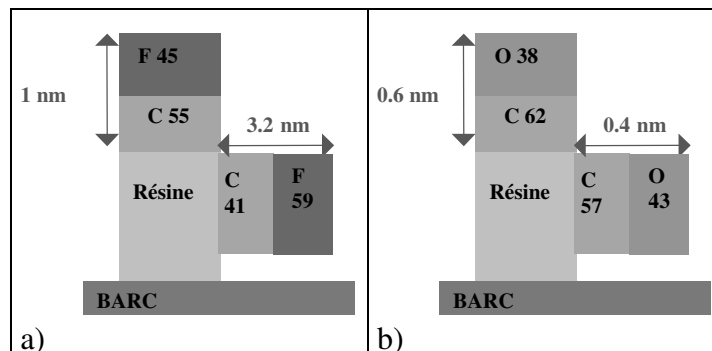 F 45
1 nm
C 55
3.2 nm
Résine
C
41
F
59
BARC
a)
O 38
0.6 nm
C 62
0.4 nm
Résine
C
57
O
43
BARC
b)